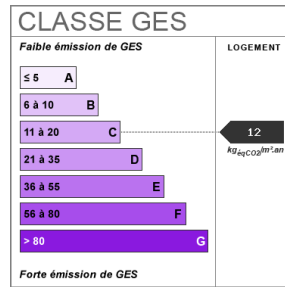 CLASSE GES
Faible émission de GES
LOGEMENT
≤ 5 A
6 à 10 B
11 à 20 C
12
kgéqCO2/m².an
21 à 35 D
36 à 55 E
56 à 80 F
> 80 G
Forte émission de GES